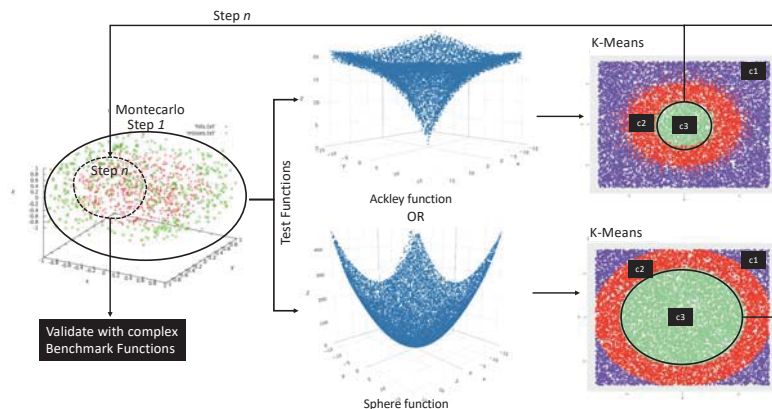 Step n
K-Means
c1
c2
c3
Montecarlo
Step 1
Step n
Test Functions
Ackley function
OR
K-Means
c1
c2
c3
Validate with complex
Benchmark Functions
Sphere function